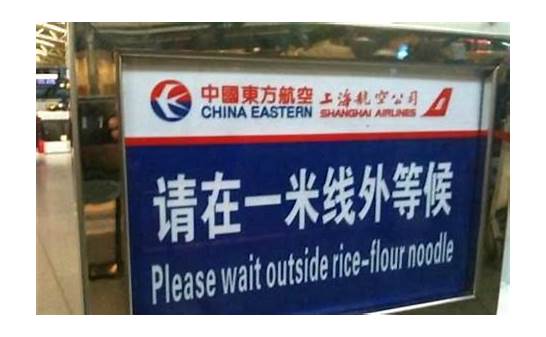 中國東方航空 上海航空公司
CHINA EASTERN SHANGHAI AIRLINES
请在一米线外等候
Please wait outside rice-flour noodle